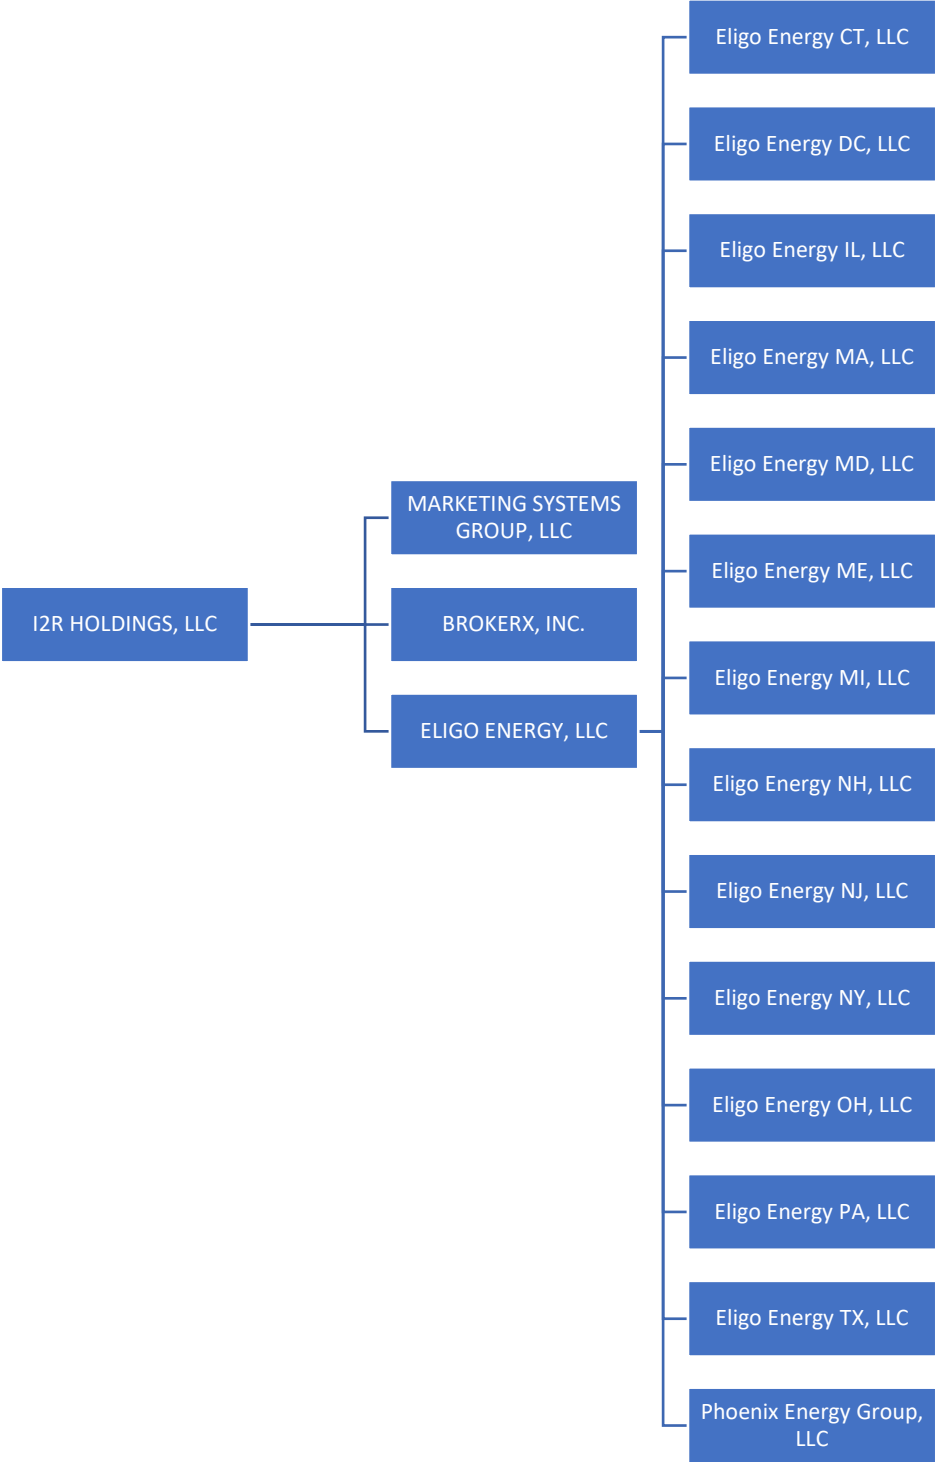 I2R HOLDINGS, LLC
MARKETING SYSTEMS
GROUP, LLC
BROKERX, INC.
ELIGO ENERGY, LLC
Eligo Energy CT, LLC
Eligo Energy DC, LLC
Eligo Energy IL, LLC
Eligo Energy MA, LLC
Eligo Energy MD, LLC
Eligo Energy ME, LLC
Eligo Energy MI, LLC
Eligo Energy NH, LLC
Eligo Energy NJ, LLC
Eligo Energy NY, LLC
Eligo Energy OH, LLC
Eligo Energy PA, LLC
Eligo Energy TX, LLC
Phoenix Energy Group,
LLC